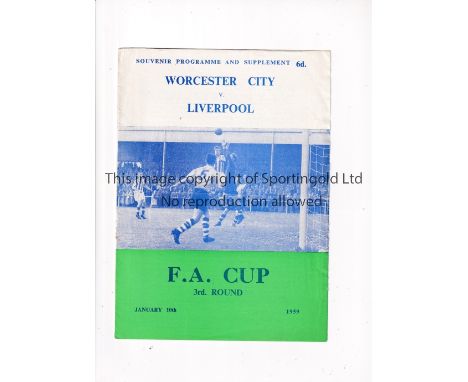 SOUVENIR PROGRAMME AND SUPPLEMENT 6d.
WORCESTER CITY
V.
LIVERPOOL
This image is copyright of Sportingold Ltd
No reproduction allowed
F.A. CUP
3rd. ROUND
JANUARY 10th 1959